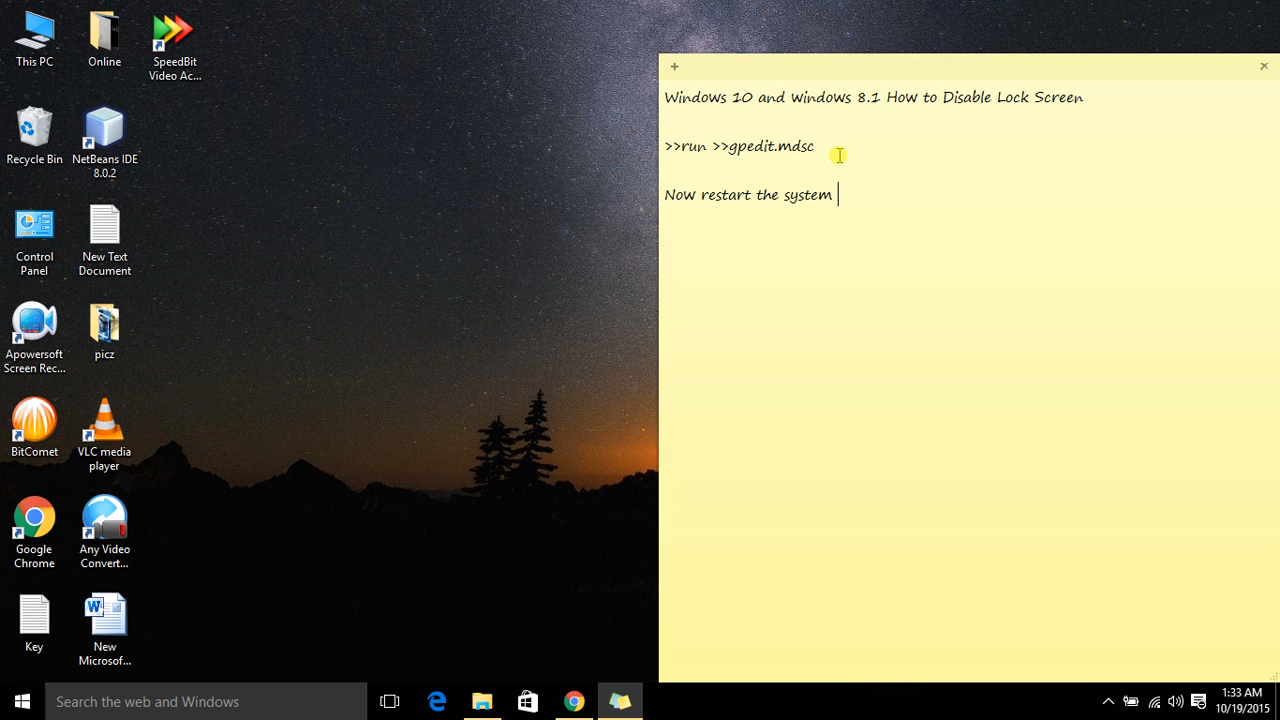 This PC
Online
SpeedBit
Video Ac...
Recycle Bin
NetBeans IDE
8.0.2
Control
Panel
New Text
Document
Apowersoft
Screen Rec...
picz
BitComet
VLC media
player
Google
Chrome
Any Video
Convert...
Key
New
Microsof...
+
Windows 10 and windows 8.1 How to Disable Lock Screen
>>run >>gpedit.mdsc
Now restart the system
Search the web and Windows
1:33 AM
10/19/2015